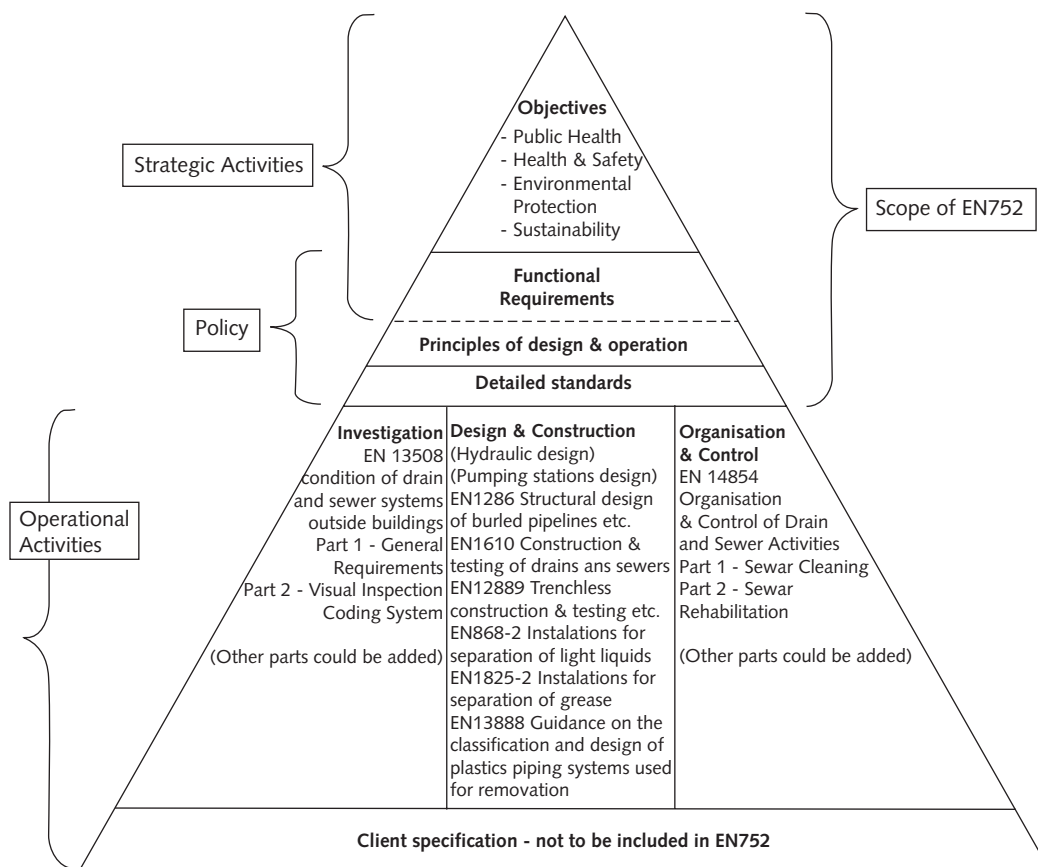 Objectives
- Public Health
- Health & Safety
- Environmental
Protection
- Sustainability
Strategic Activities
Scope of EN752
Functional
Requirements
Policy
Principles of design & operation
Detailed standards
Operational
Activities
Investigation
EN 13508
condition of drain
and sewer systems
outside buildings
Part 1 - General
Requirements
Part 2 - Visual Inspection
Coding System
(Other parts could be added)
Design & Construction
(Hydraulic design)
(Pumping stations design)
EN1286 Structural design
of burled pipelines etc.
EN1610 Construction &
testing of drains ans sewers
EN12889 Trenchless
construction & testing etc.
EN868-2 Instalations for
separation of light liquids
EN1825-2 Instalations for
separation of grease
EN13888 Guidance on the
classification and design of
plastics piping systems used
for removation
Organisation
& Control
EN 14854
Organisation
& Control of Drain
and Sewer Activities
Part 1 - Sewar Cleaning
Part 2 - Sewar
Rehabilitation
(Other parts could be added)
Client specification - not to be included in EN752